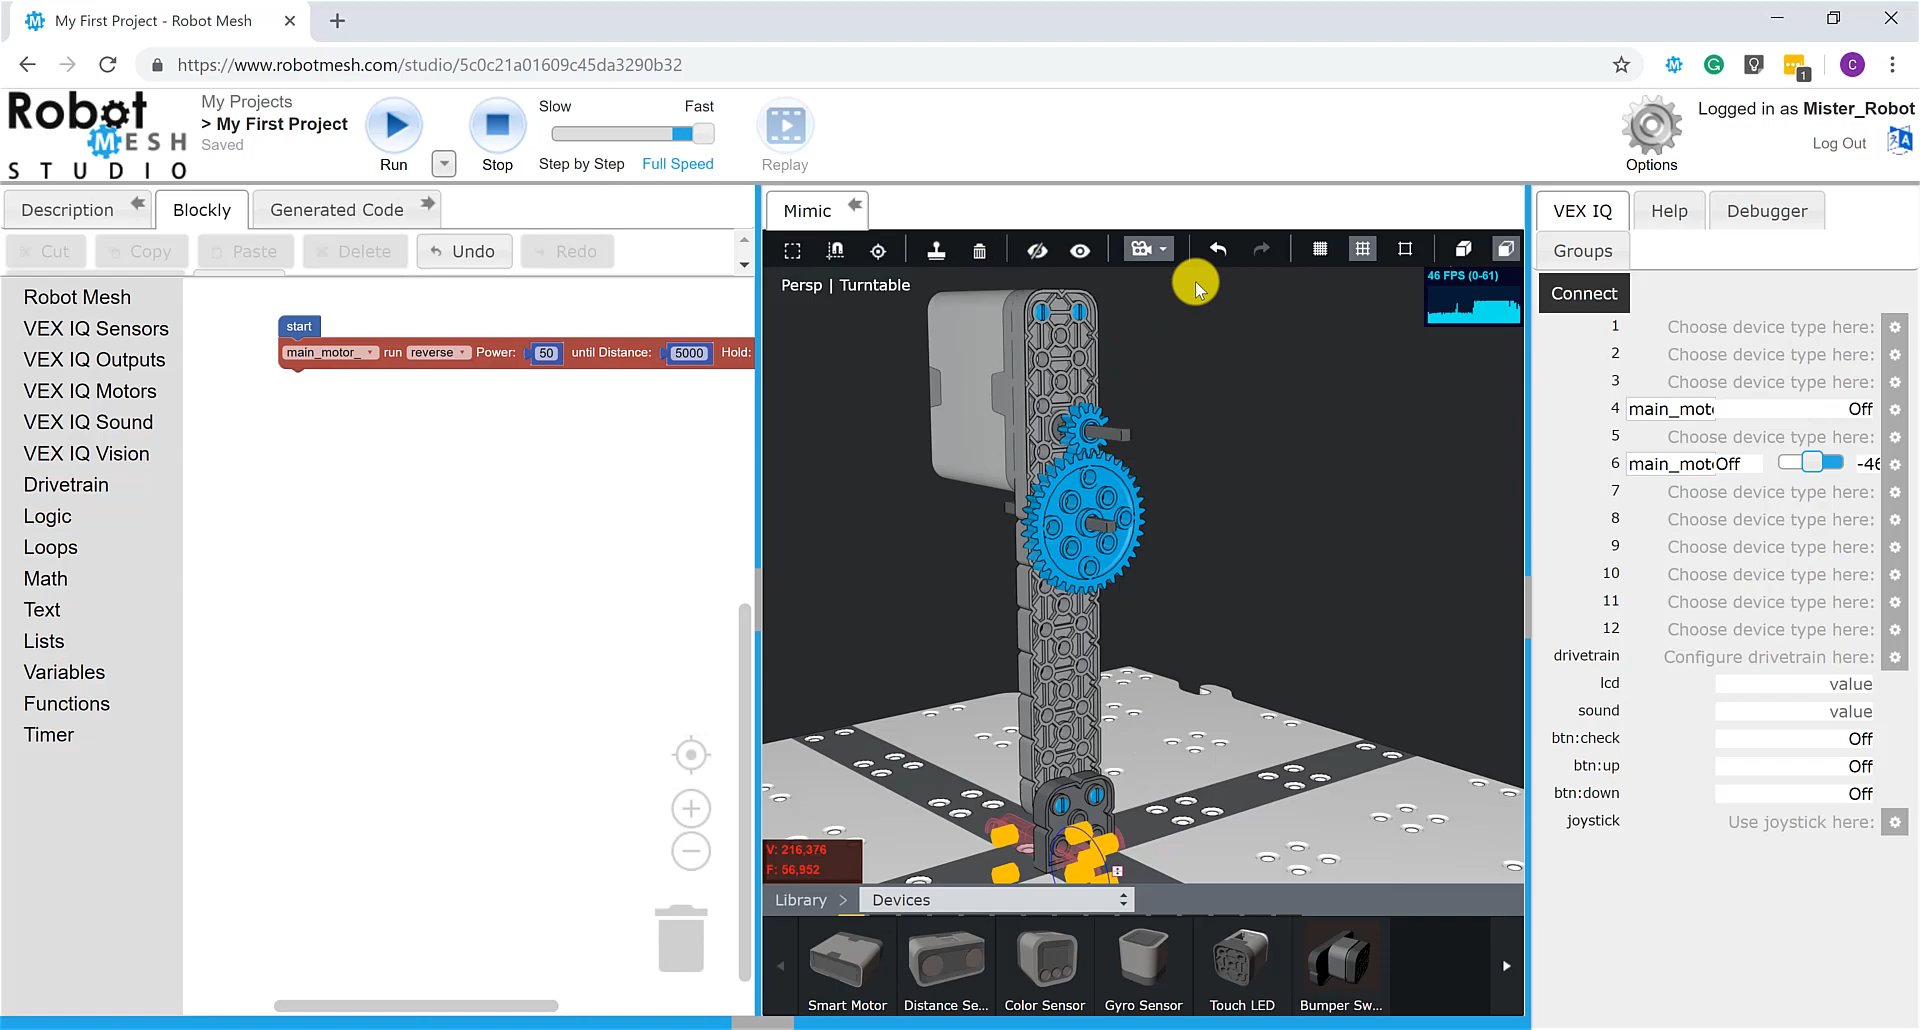 My First Project - Robot Mesh
https://www.robotmesh.com/studio/5c0c21a01609c45da3290b32
1
C
Robot
MESH
STUDIO
My Projects
> My First Project
Saved
Run
Stop
Slow Fast
Step by Step Full Speed
Replay
Options
Logged in as Mister_Robot
Log Out
Description
Blockly
Generated Code
Cut
Copy
Paste
Delete
Undo
Redo
Robot Mesh
VEX IQ Sensors
VEX IQ Outputs
VEX IQ Motors
VEX IQ Sound
VEX IQ Vision
Drivetrain
Logic
Loops
Math
Text
Lists
Variables
Functions
Timer
start
main_motor_ run reverse Power: 50 until Distance: 5000 Hold:
Mimic
Persp | Turntable
46 FPS (0-61)
V: 216,376
F: 56,952
Library > Devices
Smart Motor
Distance Se...
Color Sensor
Gyro Sensor
Touch LED
Bumper Sw...
VEX IQ
Help
Debugger
Groups
Connect
1 Choose device type here:
2 Choose device type here:
3 Choose device type here:
4 main_mot Off
5 Choose device type here:
6 main_mot Off -46
7 Choose device type here:
8 Choose device type here:
9 Choose device type here:
10 Choose device type here:
11 Choose device type here:
12 Choose device type here:
drivetrain Configure drivetrain here:
lcd value
sound value
btn:check Off
btn:up Off
btn:down Off
joystick Use joystick here: